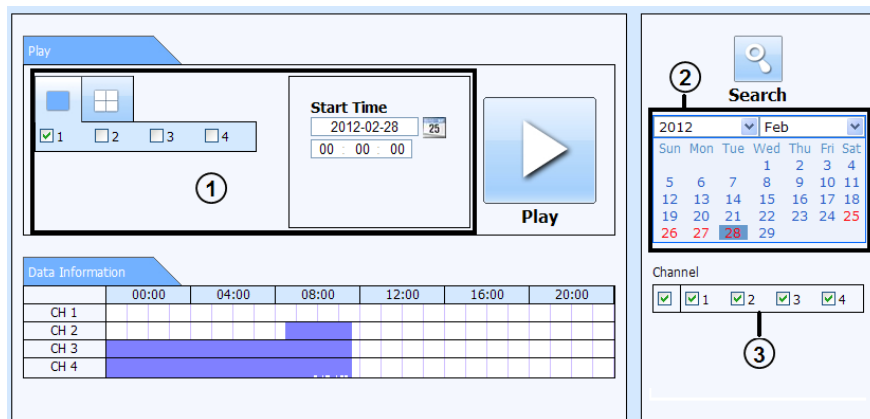 Play
1 2 3 4
Start Time
2012-02-28 25
00 : 00 : 00
1
Play
Data Information
00:00 04:00 08:00 12:00 16:00 20:00
CH 1
CH 2
CH 3
CH 4
2
Search
2012 Feb
Sun Mon Tue Wed Thu Fri Sat
1 2 3 4
5 6 7 8 9 10 11
12 13 14 15 16 17 18
19 20 21 22 23 24 25
26 27 28 29
Channel
1 2 3 4
3